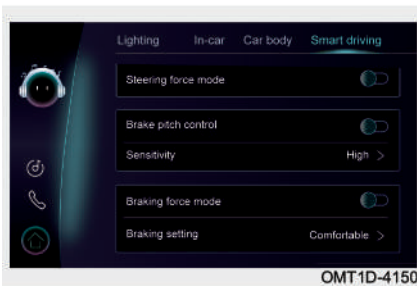 Lighting In-car Car body Smart driving
Steering force mode
Brake pitch control
Sensitivity High >
Braking force mode
Braking setting Comfortable >
OMT1D-4150